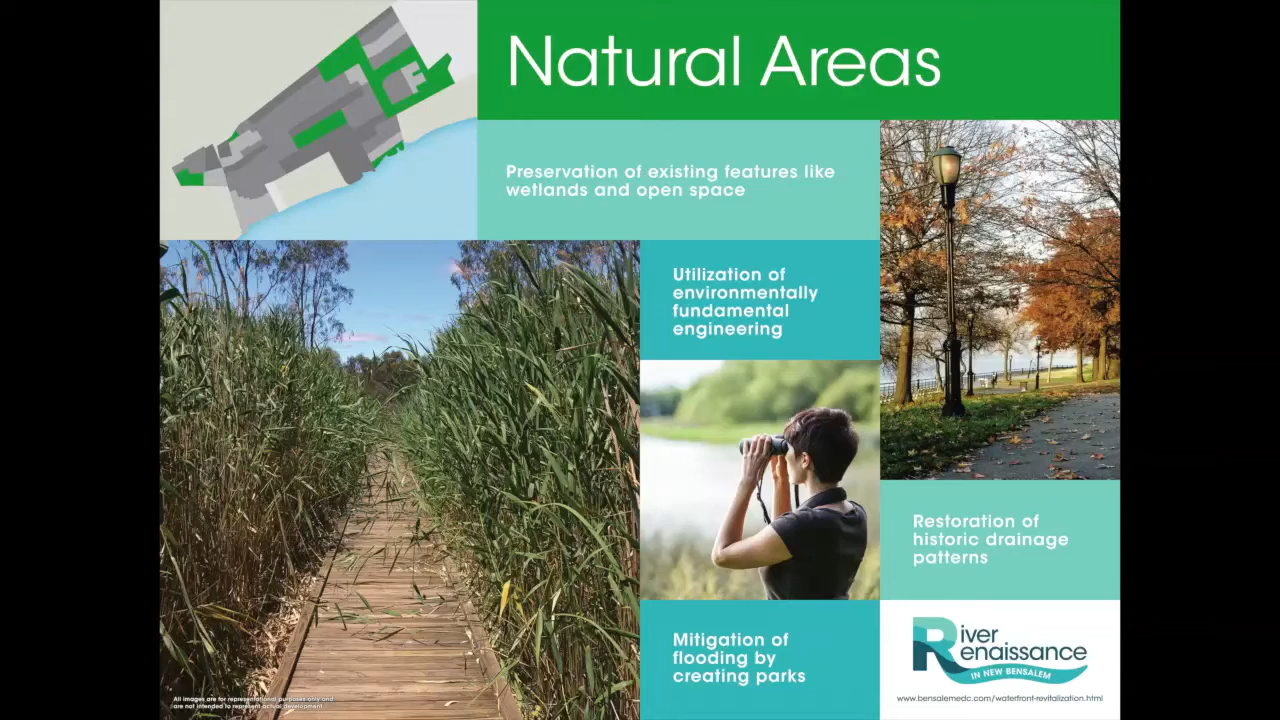 Natural Areas
Preservation of existing features like
wetlands and open space
Utilization of
environmentally
fundamental
engineering
Restoration of
historic drainage
patterns
Mitigation of
flooding by
creating parks
River
Renaissance
IN NEW BENSALEM
www.bensalemedc.com/waterfront-revitalization.html
All images are for representational purposes only and
are not intended to represent actual development.